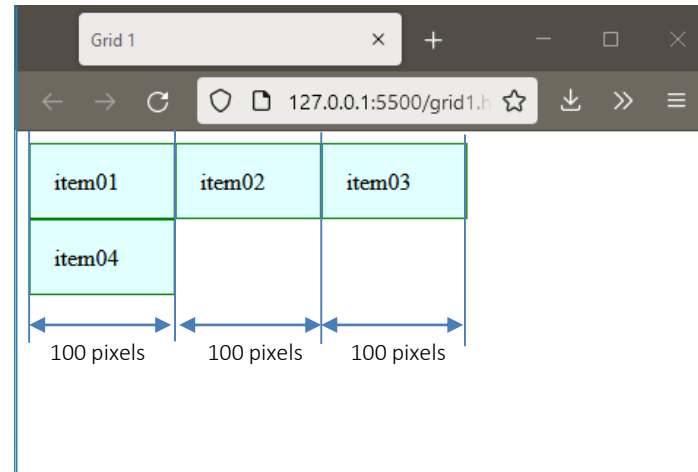 Grid 1
127.0.0.1:5500/grid1.h
item01 item02 item03
item04
100 pixels 100 pixels 100 pixels